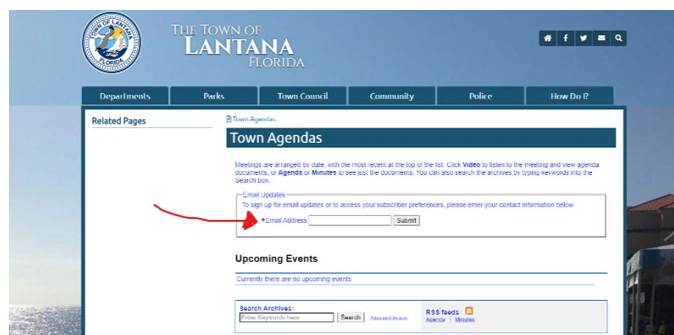 TOWN OF LANTANA
FLORIDA
THE TOWN OF
LANTANA
FLORIDA
Departments Parks Town Council Community Police How Do I?
Related Pages
Town Agendas
Town Agendas
Meetings are arranged by date, with the most recent at the top of the list. Click Video to listen to the meeting and view agenda
documents, or Agenda or Minutes to see just the documents. You can also search the archives by typing keywords into the
Search box.
Email Updates
To sign up for email updates or to access your subscriber preferences, please enter your contact information below.
*Email Address Submit
Upcoming Events
Currently there are no upcoming events
Search Archives:
Enter Keywords here Search Advanced Search
RSS feeds
Agenda | Minutes